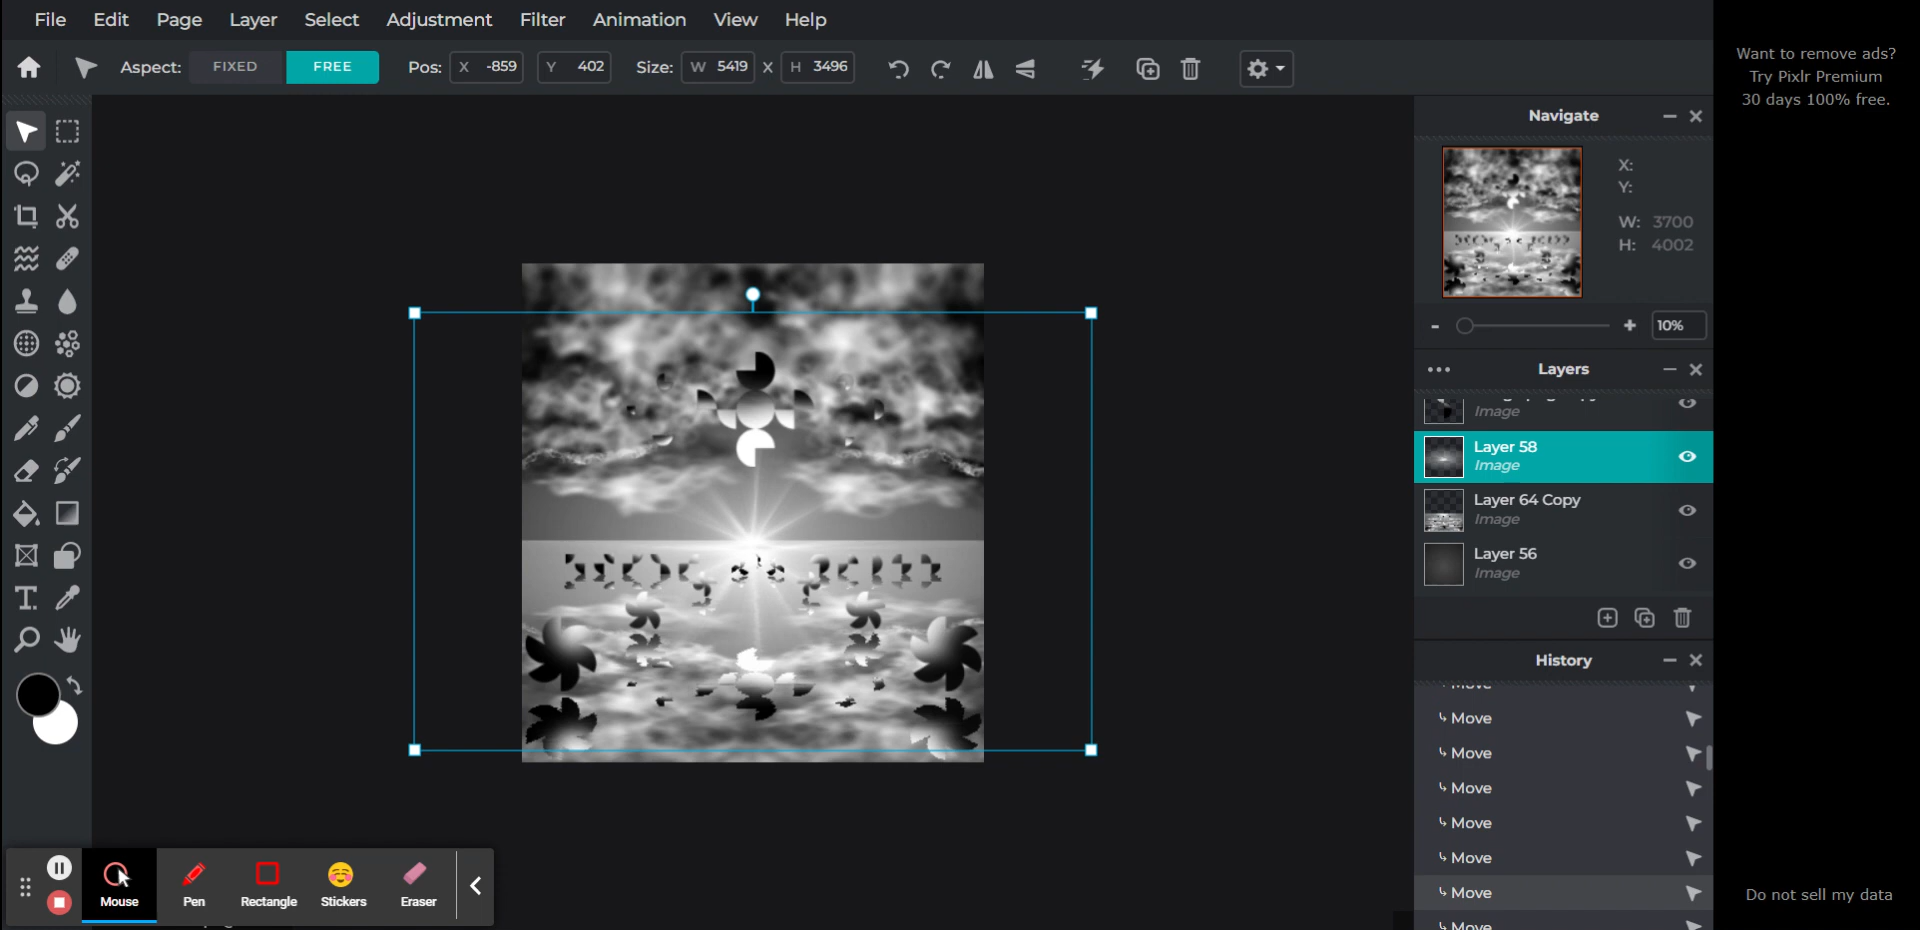 File Edit Page Layer Select Adjustment Filter Animation View Help
Aspect: FIXED FREE Pos: X -859 Y 402 Size: W 5419 X H 3496
Want to remove ads?
Try Pixlr Premium
30 days 100% free.
Navigate
X:
Y:
W: 3700
H: 4002
- + 10%
Layers
Image
Layer 58
Image
Layer 64 Copy
Image
Layer 56
Image
History
Move
Move
Move
Move
Move
Move
Move
Move
Mouse Pen Rectangle Stickers Eraser
Do not sell my data